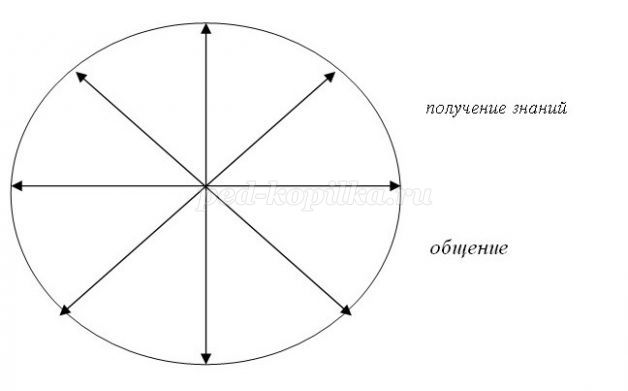 получение знаний
ped-kopilka.ru
общение